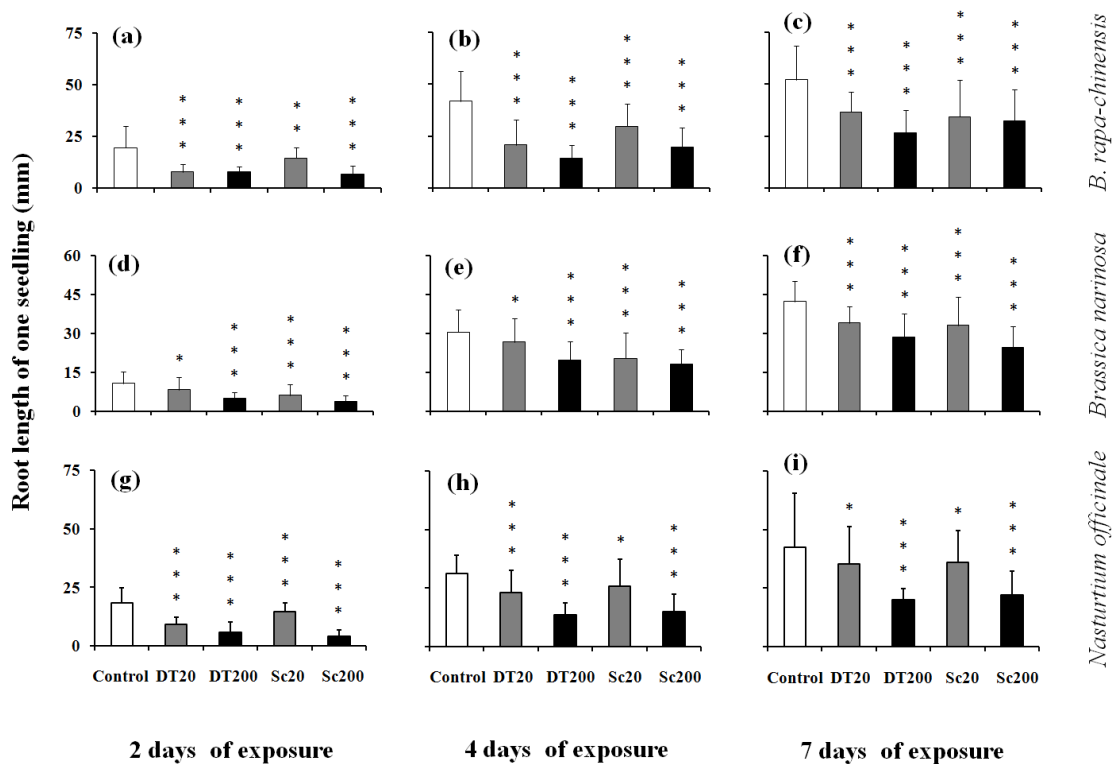 Root length of one seedling (mm)
75
50
25
0
(a)
* * *
* * *
* *
* * *
(b)
* * *
* * *
* * *
* * *
(c)
* * *
* * *
* * *
* * *
B. rapa-chinensis
60
45
30
15
0
(d)
*
* * *
* * *
* * *
(e)
*
* * *
* * *
* * *
(f)
* * *
* * *
* * *
* * *
Brassica narinosa
75
50
25
0
(g)
* * *
* * *
* * *
* * *
(h)
* * *
* * *
*
* * *
(i)
*
* * *
*
* * *
Nasturtium officinale
Control DT20 DT200 Sc20 Sc200
Control DT20 DT200 Sc20 Sc200
Control DT20 DT200 Sc20 Sc200
2 days of exposure
4 days of exposure
7 days of exposure